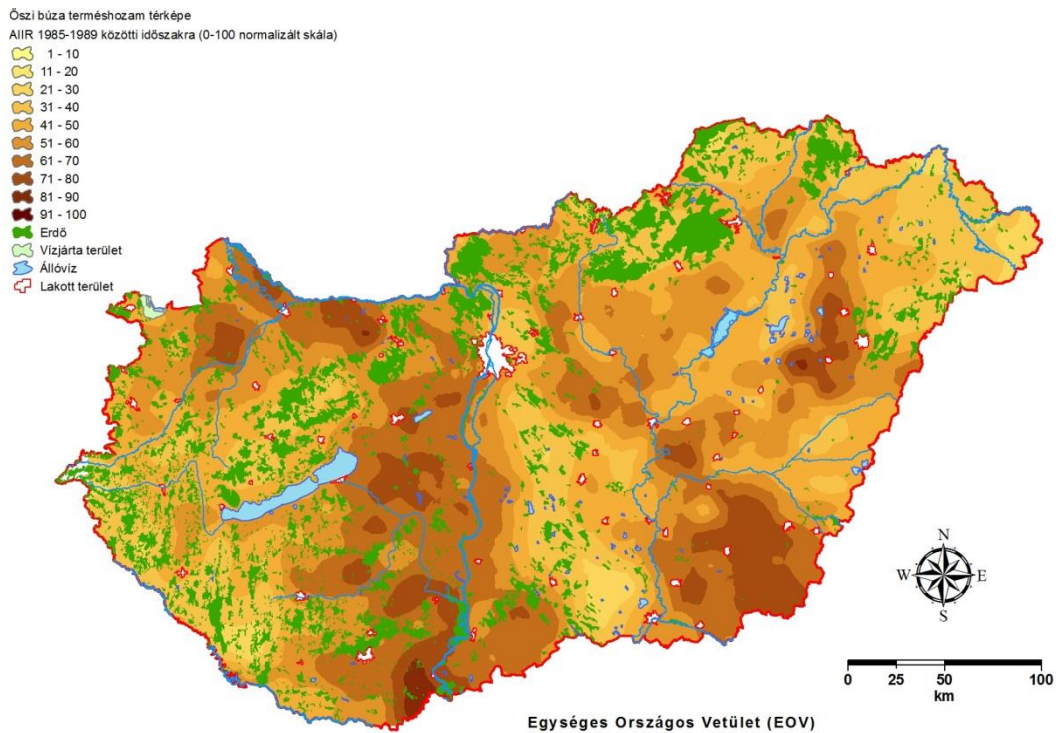 Őszi búza terméshozam térképe
AIIR 1985-1989 közötti időszakra (0-100 normalizált skála)
1 - 10
11 - 20
21 - 30
31 - 40
41 - 50
51 - 60
61 - 70
71 - 80
81 - 90
91 - 100
Erdő
Vízjárta terület
Állóvíz
Lakott terület
N
W E
S
0 25 50 100
km
Egységes Országos Vetület (EOV)